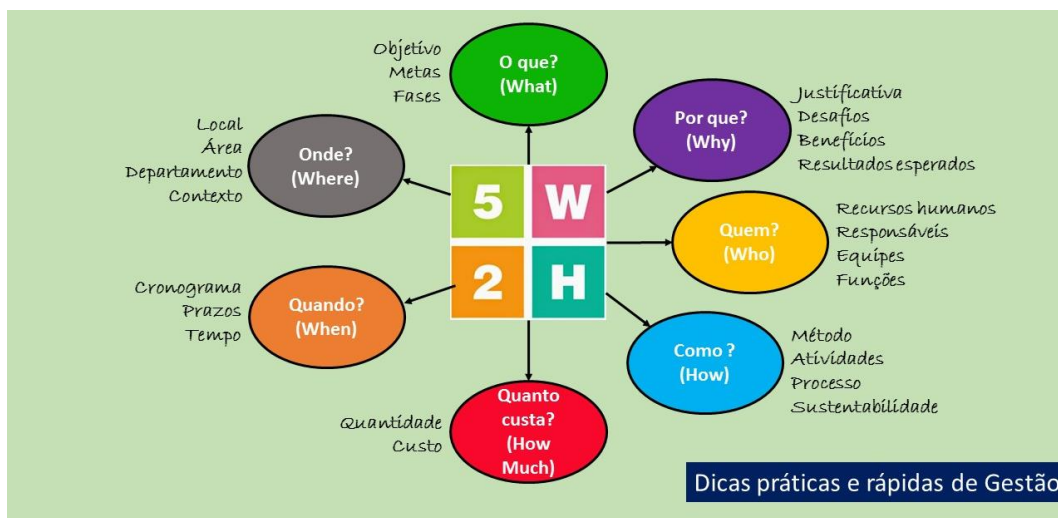 Objetivo
Metas
Fases
O que?
(What)
Justificativa
Desafios
Benefícios
Resultados esperados
Por que?
(Why)
Local
Área
Departamento
Contexto
Onde?
(Where)
5 W
2 H
Recursos humanos
Responsáveis
Equipes
Funções
Quem?
(Who)
Cronograma
Prazos
Tempo
Quando?
(When)
Como ?
(How)
Método
Atividades
Processo
Sustentabilidade
Quantidade
Custo
Quanto
custa?
(How
Much)
Dicas práticas e rápidas de Gestão